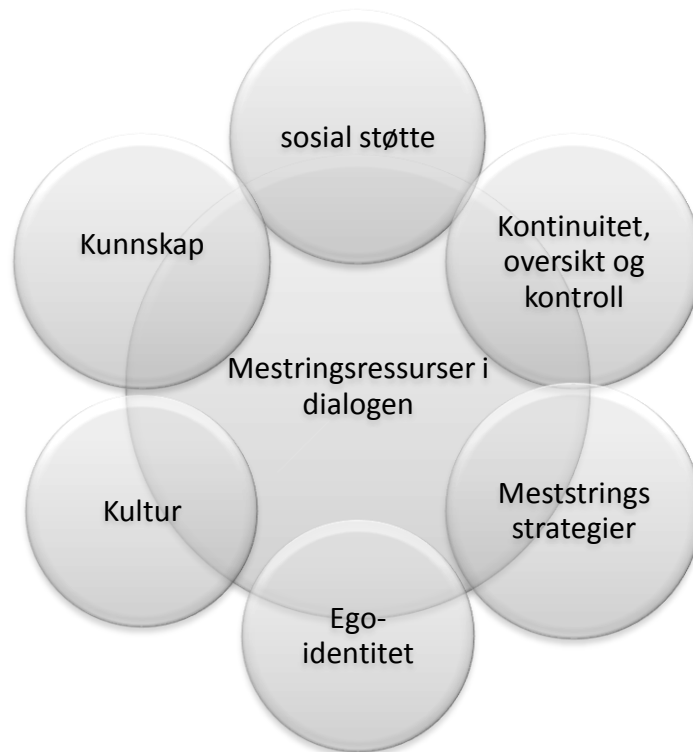 sosial støtte
Kontinuitet,
oversikt og
kontroll
Meststrings
strategier
Ego-
identitet
Kultur
Kunnskap
Mestringsressurser i
dialogen